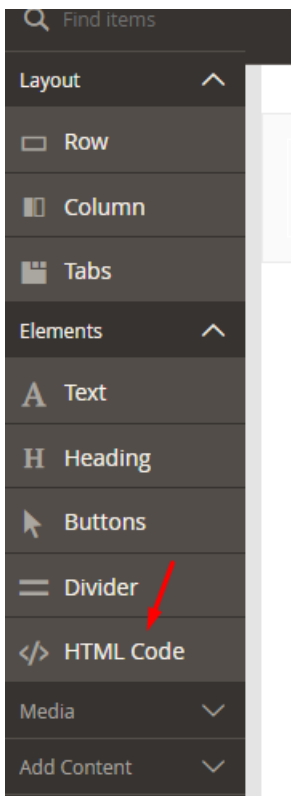 Find items
Layout
Row
Column
Tabs
Elements
A Text
H Heading
Buttons
Divider
</> HTML Code
Media
Add Content